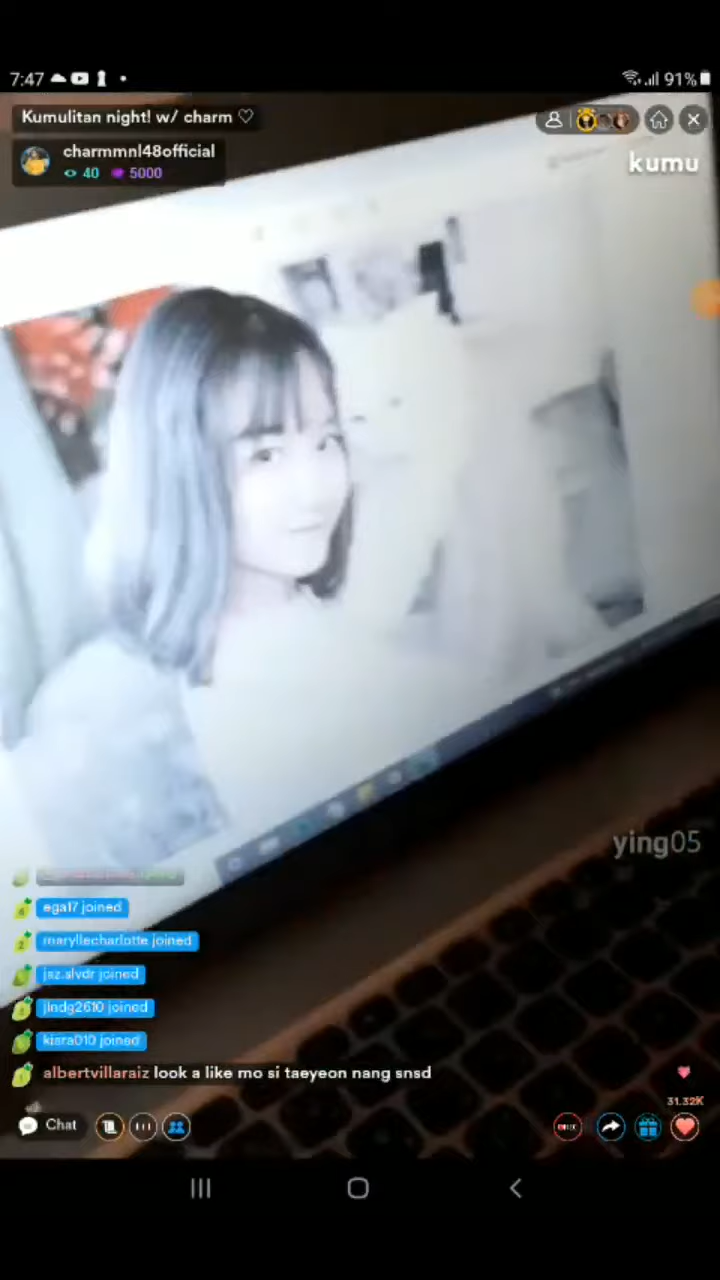 7:47
91%
Kumulitan night! w/ charm ♡
charmmnl48official
40 5000
kumu
ying05
ega17 joined
maryllecharlotte joined
jaz.slvdr joined
jlndg2610 joined
kiara010 joined
albertvillaraiz look a like mo si taeyeon nang snsd
31.32K
Chat